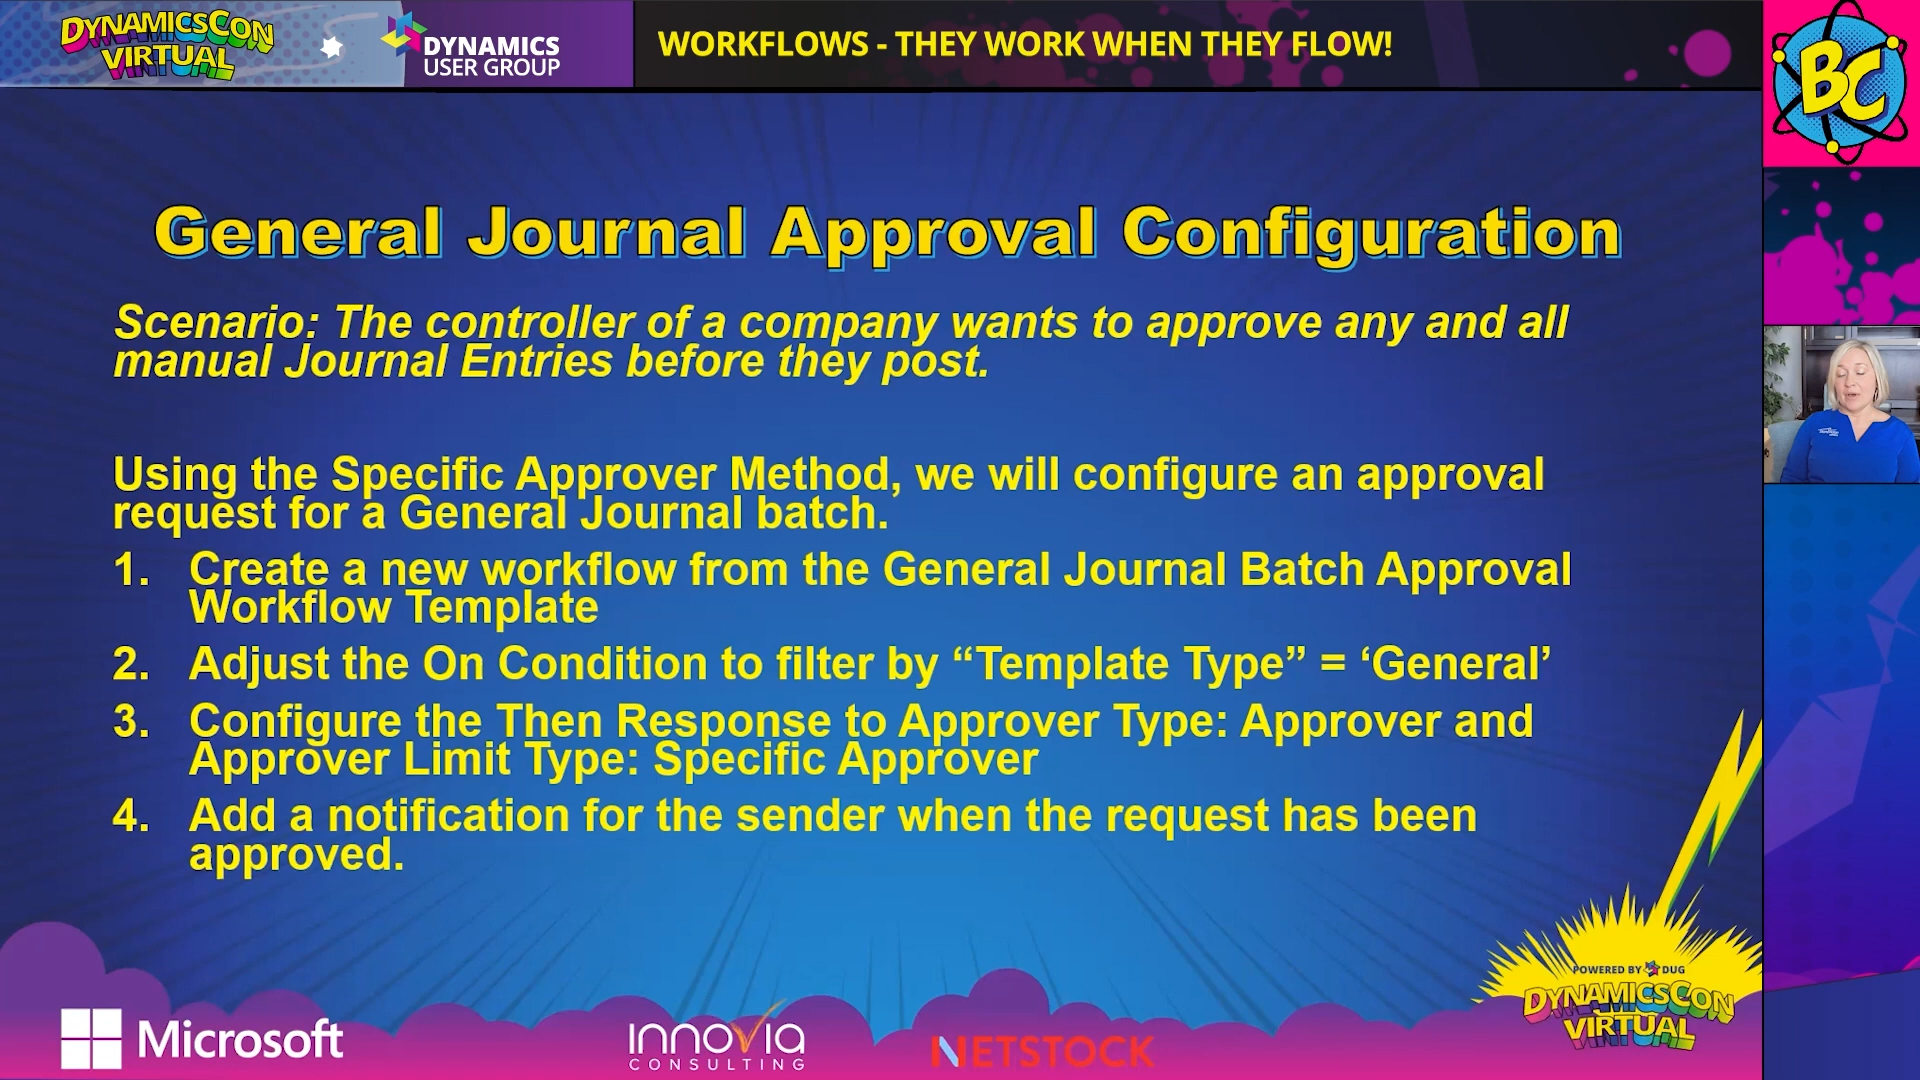 DYNAMICSCON
VIRTUAL
DYNAMICS
USER GROUP
WORKFLOWS - THEY WORK WHEN THEY FLOW!
BC
General Journal Approval Configuration
Scenario: The controller of a company wants to approve any and all
manual Journal Entries before they post.
Using the Specific Approver Method, we will configure an approval
request for a General Journal batch.
1. Create a new workflow from the General Journal Batch Approval
Workflow Template
2. Adjust the On Condition to filter by “Template Type” = ‘General’
3. Configure the Then Response to Approver Type: Approver and
Approver Limit Type: Specific Approver
4. Add a notification for the sender when the request has been
approved.
POWERED BY DUG
DYNAMICSCON
VIRTUAL
Microsoft
INNOVIA
CONSULTING
NETSTOCK